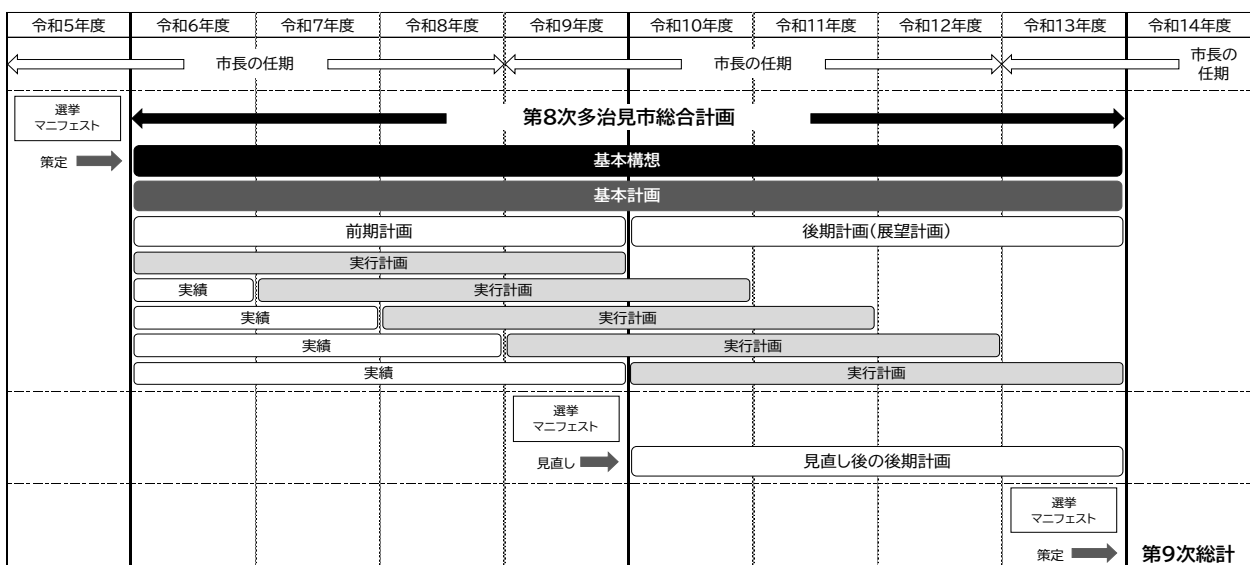 令和5年度 令和6年度 令和7年度 令和8年度 令和9年度 令和10年度 令和11年度 令和12年度 令和13年度 令和14年度
市長の任期 市長の任期 市長の
任期
選挙
マニフェスト
第8次多治見市総合計画
策定
基本構想
基本計画
前期計画 後期計画(展望計画)
実行計画
実績 実行計画
実績 実行計画
実績 実行計画
実績 実行計画
選挙
マニフェスト
見直し 見直し後の後期計画
選挙
マニフェスト
策定 第9次総計